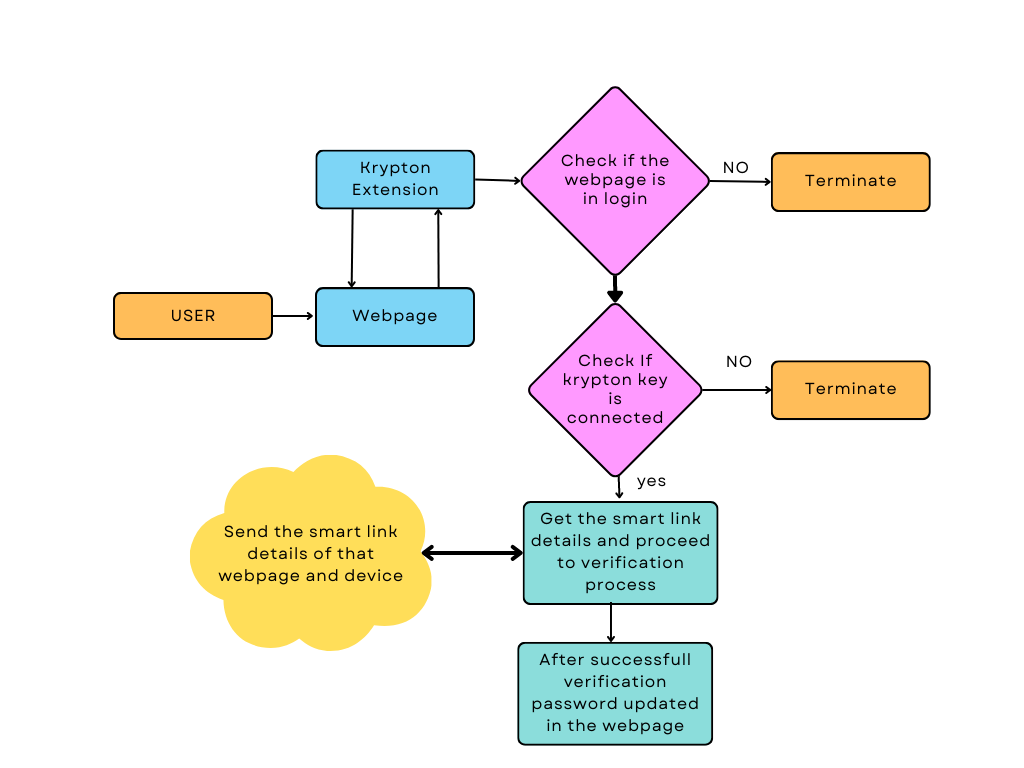 Krypton
Extension
Check if the
webpage is
in login
NO
Terminate
USER
Webpage
Check If
krypton key
is
connected
NO
Terminate
yes
Send the smart link
details of that
webpage and device
Get the smart link
details and proceed
to verification
process
After successfull
verification
password updated
in the webpage